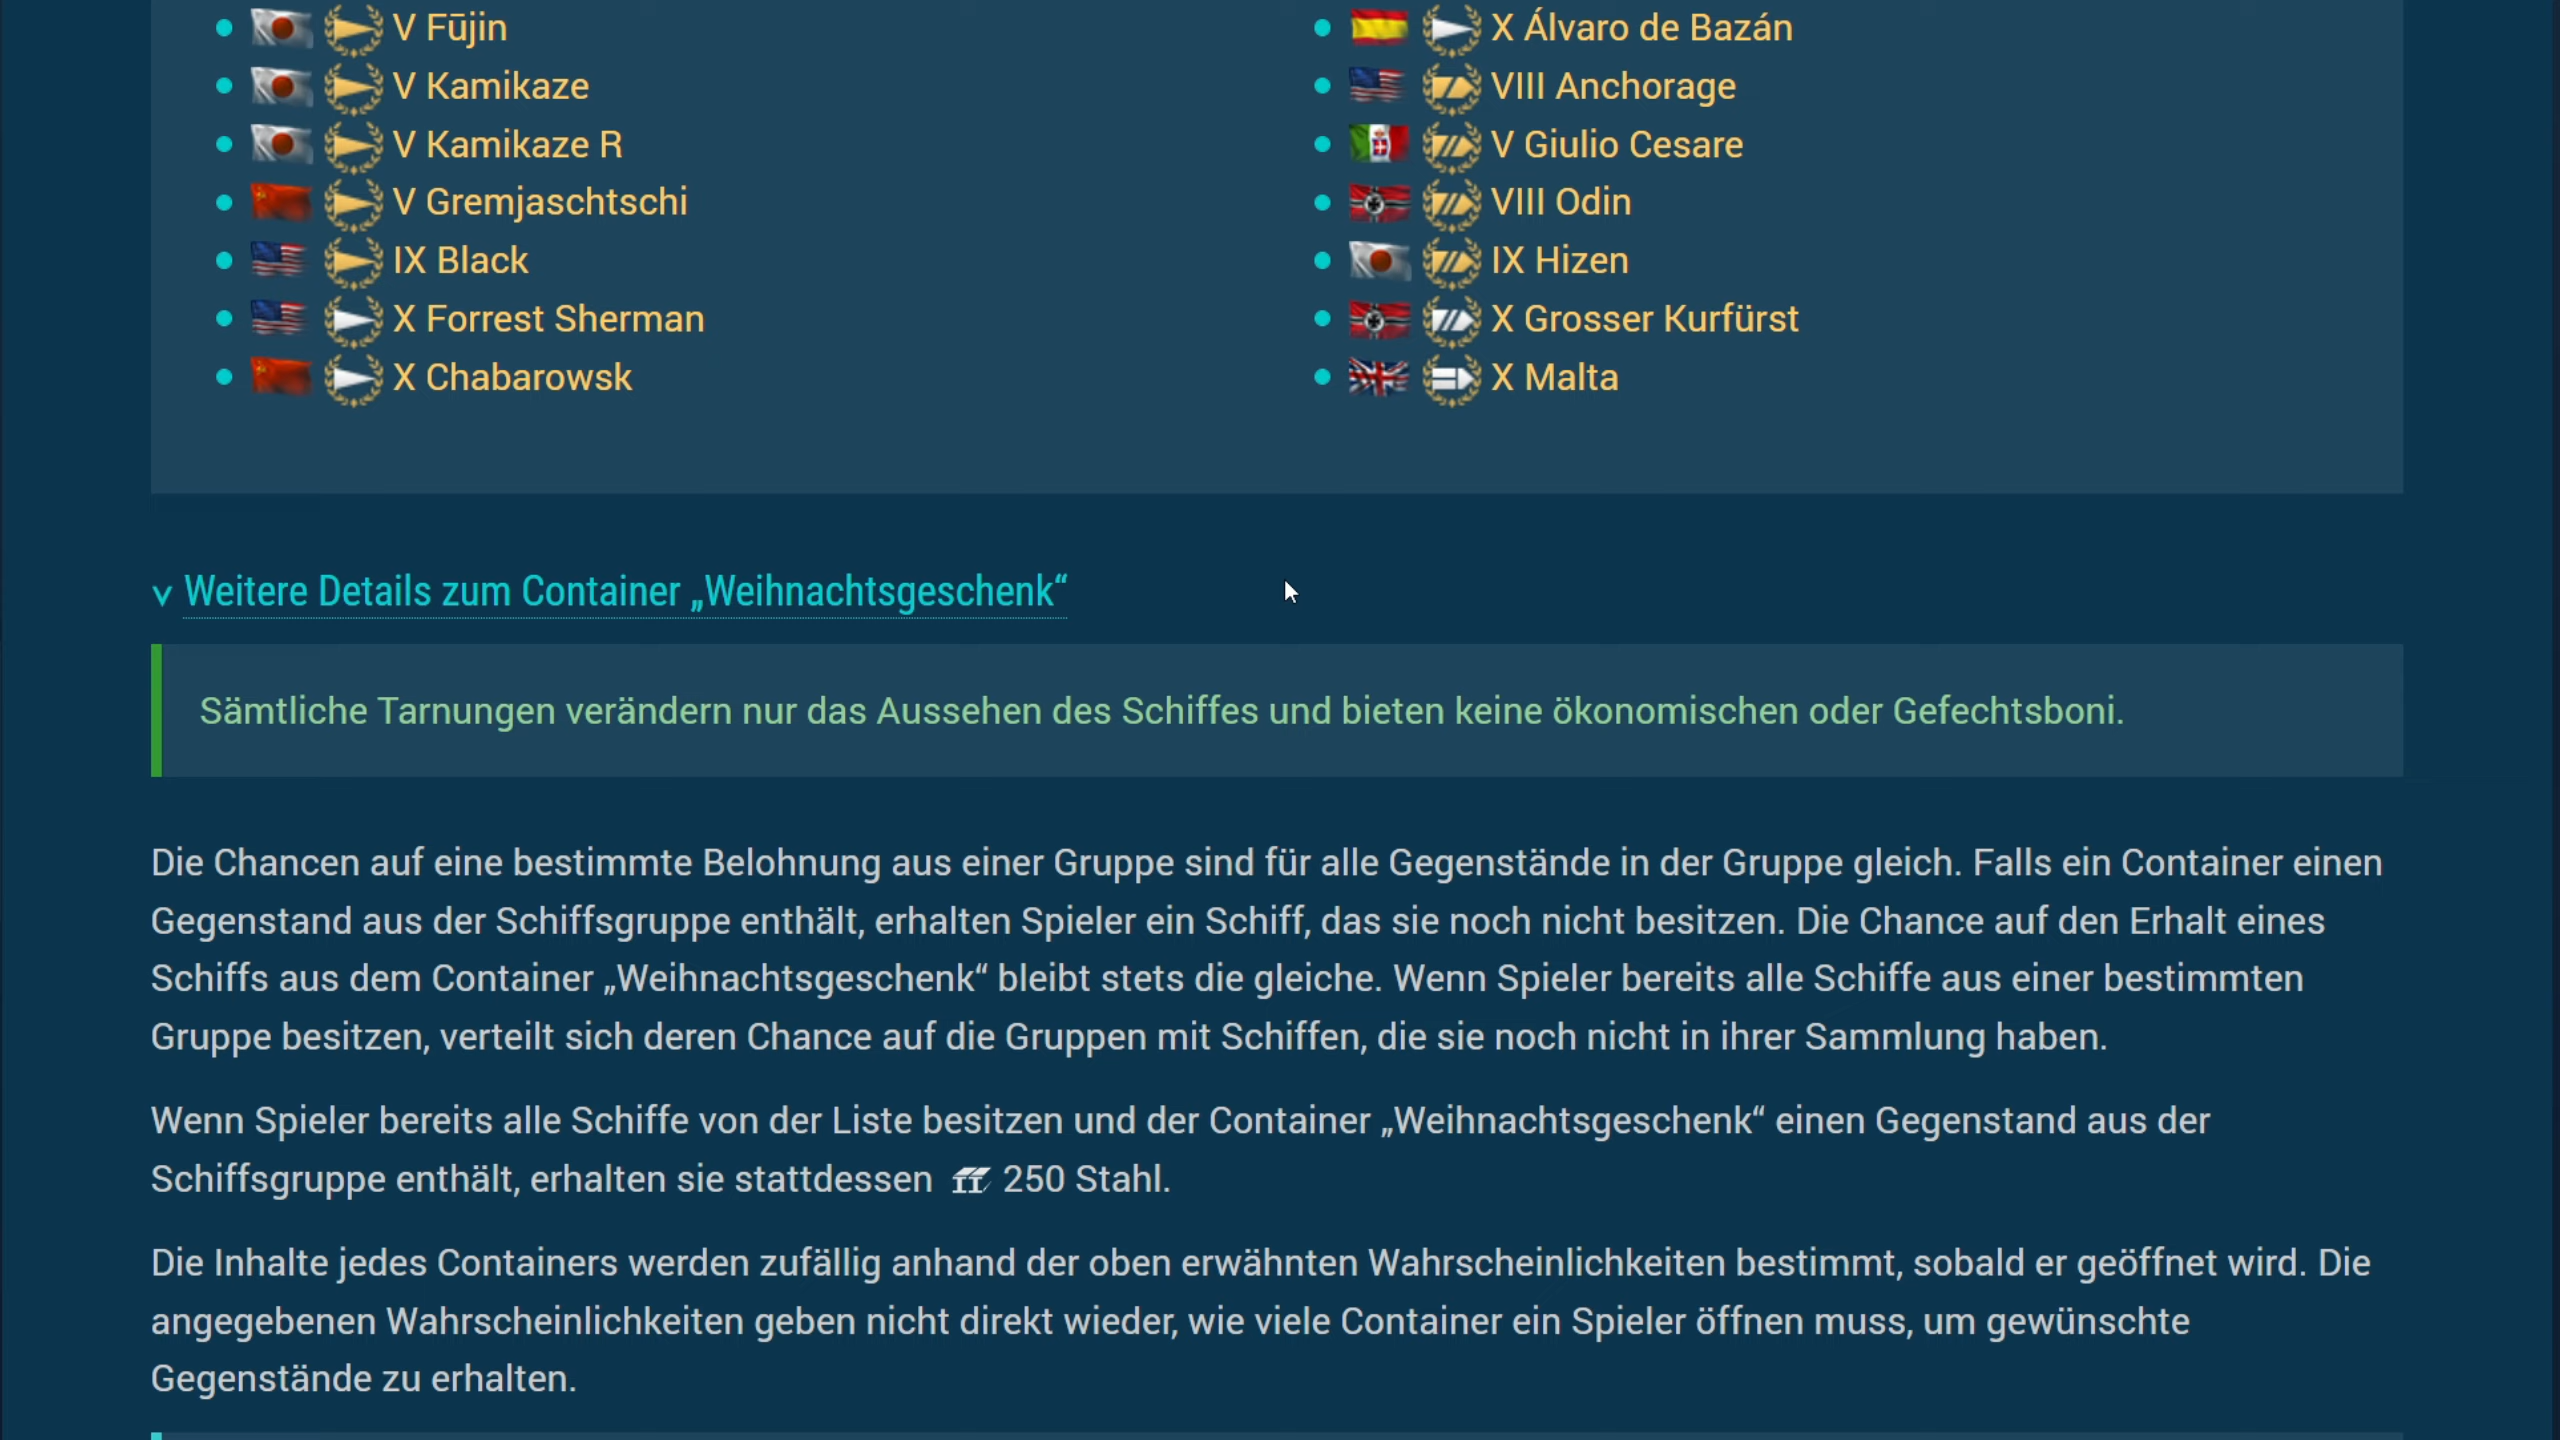 V Fūjin
V Kamikaze
V Kamikaze R
V Gremjaschtschi
IX Black
X Forrest Sherman
X Chabarowsk
X Álvaro de Bazán
VIII Anchorage
V Giulio Cesare
VIII Odin
IX Hizen
X Grosser Kurfürst
X Malta
Weitere Details zum Container „Weihnachtsgeschenk“
Sämtliche Tarnungen verändern nur das Aussehen des Schiffes und bieten keine ökonomischen oder Gefechtsboni.
Die Chancen auf eine bestimmte Belohnung aus einer Gruppe sind für alle Gegenstände in der Gruppe gleich. Falls ein Container einen
Gegenstand aus der Schiffsgruppe enthält, erhalten Spieler ein Schiff, das sie noch nicht besitzen. Die Chance auf den Erhalt eines
Schiffs aus dem Container „Weihnachtsgeschenk“ bleibt stets die gleiche. Wenn Spieler bereits alle Schiffe aus einer bestimmten
Gruppe besitzen, verteilt sich deren Chance auf die Gruppen mit Schiffen, die sie noch nicht in ihrer Sammlung haben.
Wenn Spieler bereits alle Schiffe von der Liste besitzen und der Container „Weihnachtsgeschenk“ einen Gegenstand aus der
Schiffsgruppe enthält, erhalten sie stattdessen 250 Stahl.
Die Inhalte jedes Containers werden zufällig anhand der oben erwähnten Wahrscheinlichkeiten bestimmt, sobald er geöffnet wird. Die
angegebenen Wahrscheinlichkeiten geben nicht direkt wieder, wie viele Container ein Spieler öffnen muss, um gewünschte
Gegenstände zu erhalten.